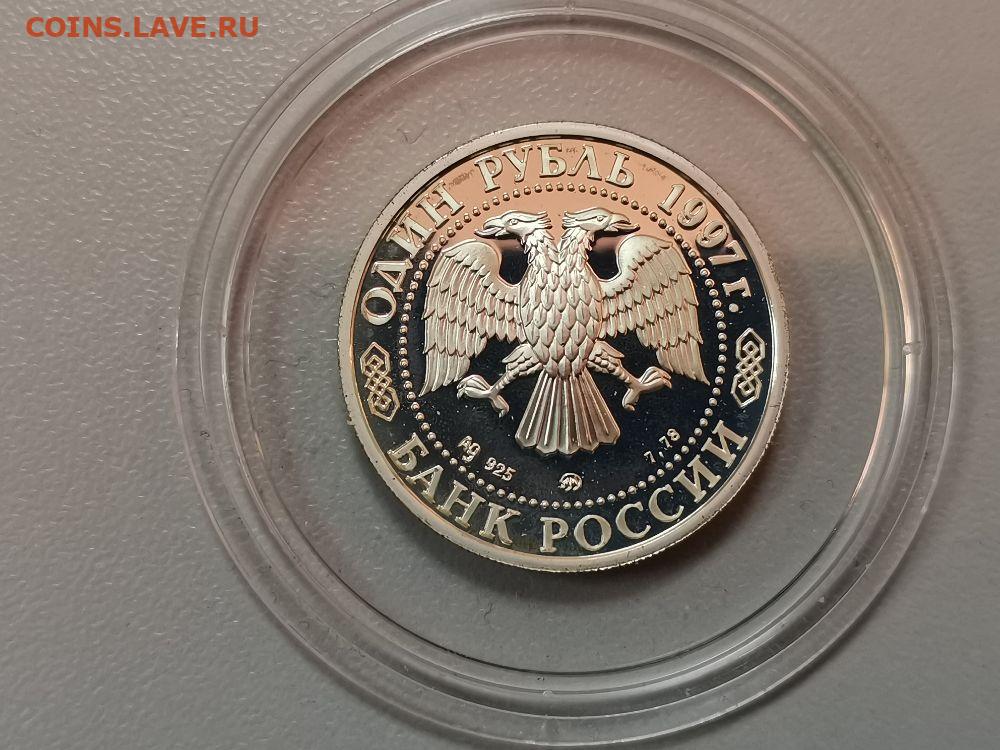 COINS.LAVE.RU
ОДИН РУБЛЬ 1997 г.
Ag 925
7,78
БАНК РОССИИ